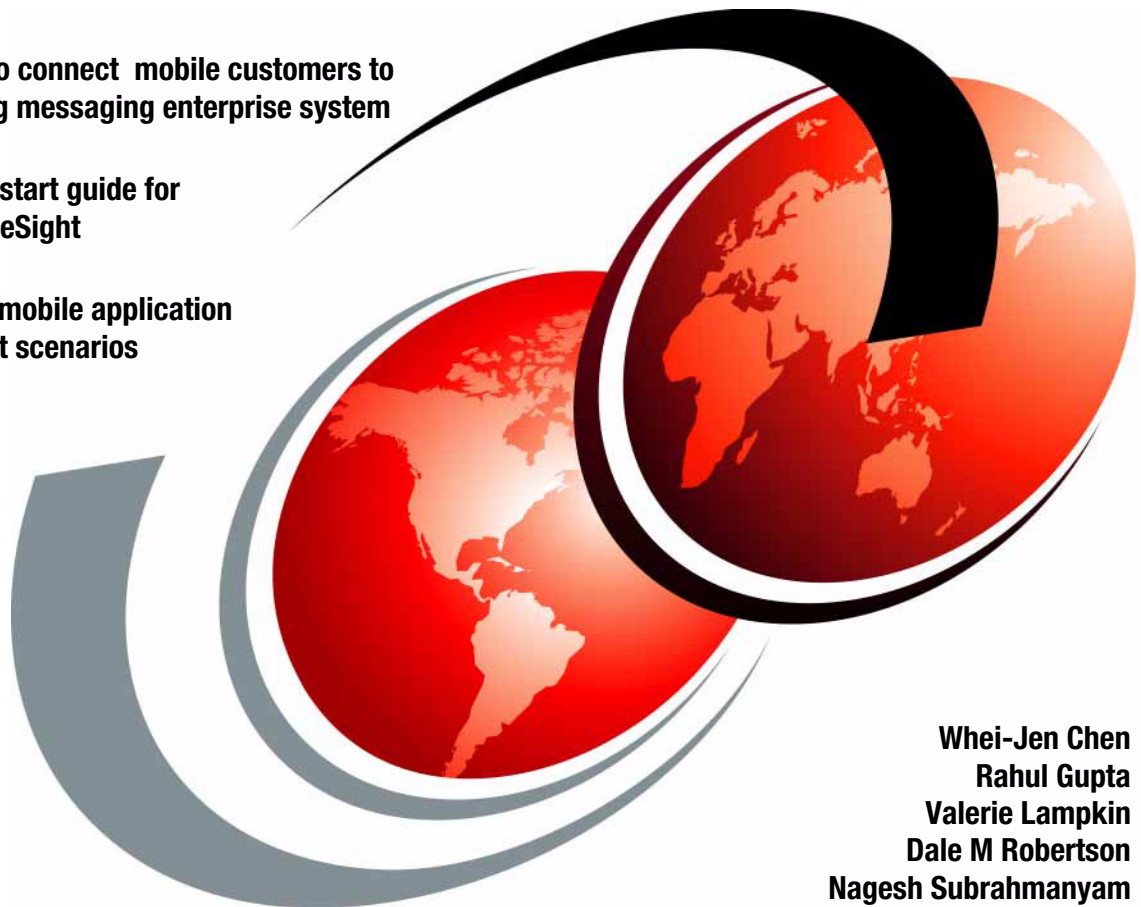 o connect mobile customers to
g messaging enterprise system
start guide for
eSight
mobile application
t scenarios
Whei-Jen Chen
Rahul Gupta
Valerie Lampkin
Dale M Robertson
Nagesh Subrahmanyam